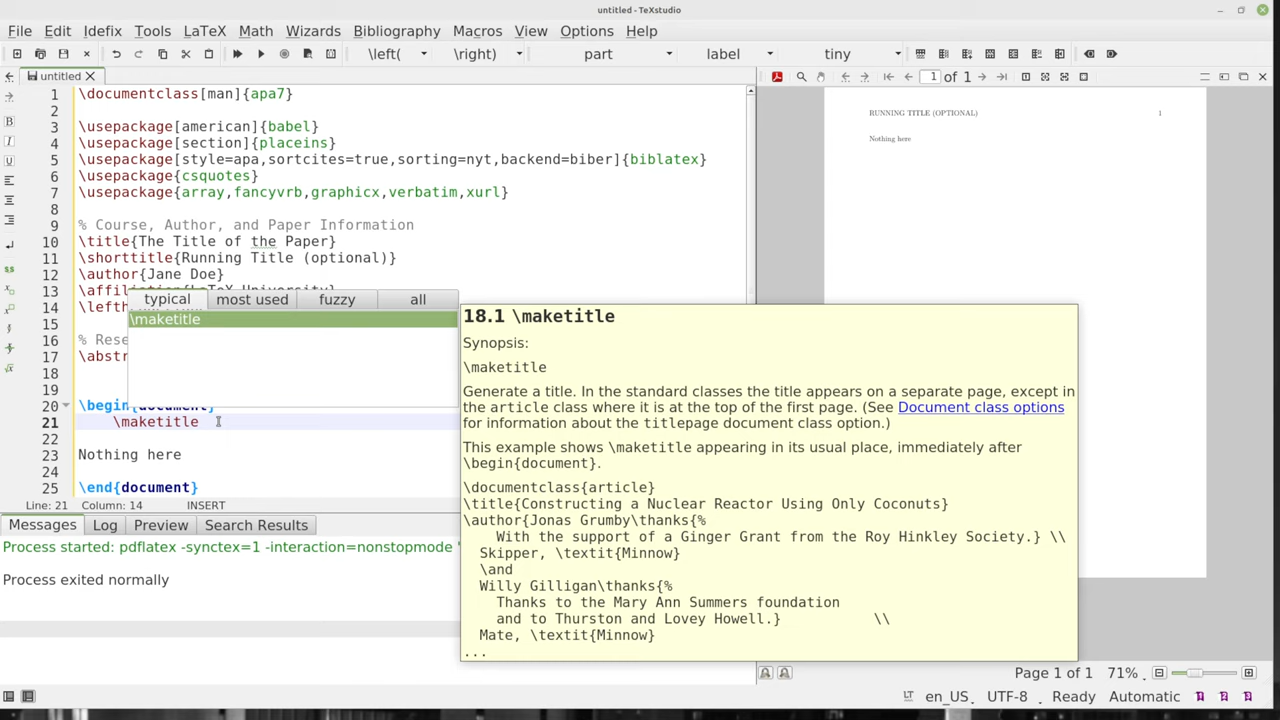 untitled - TeXstudio
File Edit Idefix Tools LaTeX Math Wizards Bibliography Macros View Options Help
\left( \right) part label tiny
untitled
1 of 1
1 \documentclass[man]{apa7}
2
3 \usepackage[american]{babel}
4 \usepackage[section]{placeins}
5 \usepackage[style=apa,sortcites=true,sorting=nyt,backend=biber]{biblatex}
6 \usepackage{csquotes}
7 \usepackage{array,fancyvrb,graphicx,verbatim,xurl}
8
9 % Course, Author, and Paper Information
10 \title{The Title of the Paper}
11 \shorttitle{Running Title (optional)}
12 \author{Jane Doe}
13 \affiliation{LaTeX University}
14 \lefth
15
16 % Rese
17 \abstr
18
19
20 \begin{document}
21 \maketitle
22
23 Nothing here
24
25 \end{document}
typical most used fuzzy all
\maketitle
18.1 \maketitle
Synopsis:
\maketitle
Generate a title. In the standard classes the title appears on a separate page, except in
the article class where it is at the top of the first page. (See Document class options
for information about the titlepage document class option.)
This example shows \maketitle appearing in its usual place, immediately after
\begin{document}.
\documentclass{article}
\title{Constructing a Nuclear Reactor Using Only Coconuts}
\author{Jonas Grumby\thanks{%
With the support of a Ginger Grant from the Roy Hinkley Society.} \\
Skipper, \textit{Minnow}
\and
Willy Gilligan\thanks{%
Thanks to the Mary Ann Summers foundation
and to Thurston and Lovey Howell.} \\
Mate, \textit{Minnow}
...
RUNNING TITLE (OPTIONAL) 1
Nothing here
Line: 21 Column: 14 INSERT
Messages Log Preview Search Results
Process started: pdflatex -synctex=1 -interaction=nonstopmode "
Process exited normally
Page 1 of 1 71%
en_US UTF-8 Ready Automatic